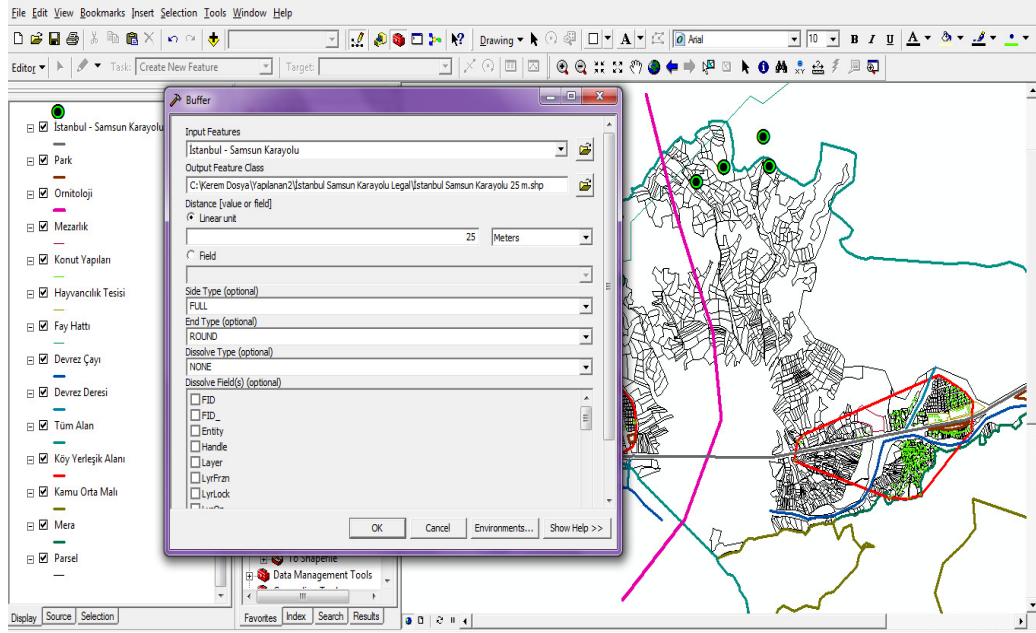 File Edit View Bookmarks Insert Selection Tools Window Help
Drawing
Arial
10
B I U A
Editor
Task: Create New Feature
Target:
İstanbul - Samsun Karayolu
Park
Ornitoloji
Mezarlık
Konut Yapıları
Hayvancılık Tesisi
Fay Hattı
Devrez Çayı
Devrez Deresi
Tüm Alan
Köy Yerleşik Alanı
Kamu Orta Malı
Mera
Parsel
Display Source Selection
Buffer
Input Features
İstanbul - Samsun Karayolu
Output Feature Class
C:\Kerem Dosya\Yapılanan2\İstanbul Samsun Karayolu Legal\İstanbul Samsun Karayolu 25 m.shp
Distance [value or field]
Linear unit
25 Meters
Field
Side Type (optional)
FULL
End Type (optional)
ROUND
Dissolve Type (optional)
NONE
Dissolve Field(s) (optional)
FID
FID_
Entity
Handle
Layer
LyrFrzn
LyrLock
OK Cancel Environments... Show Help >>
To Shapefile
Data Management Tools
Favorites Index Search Results